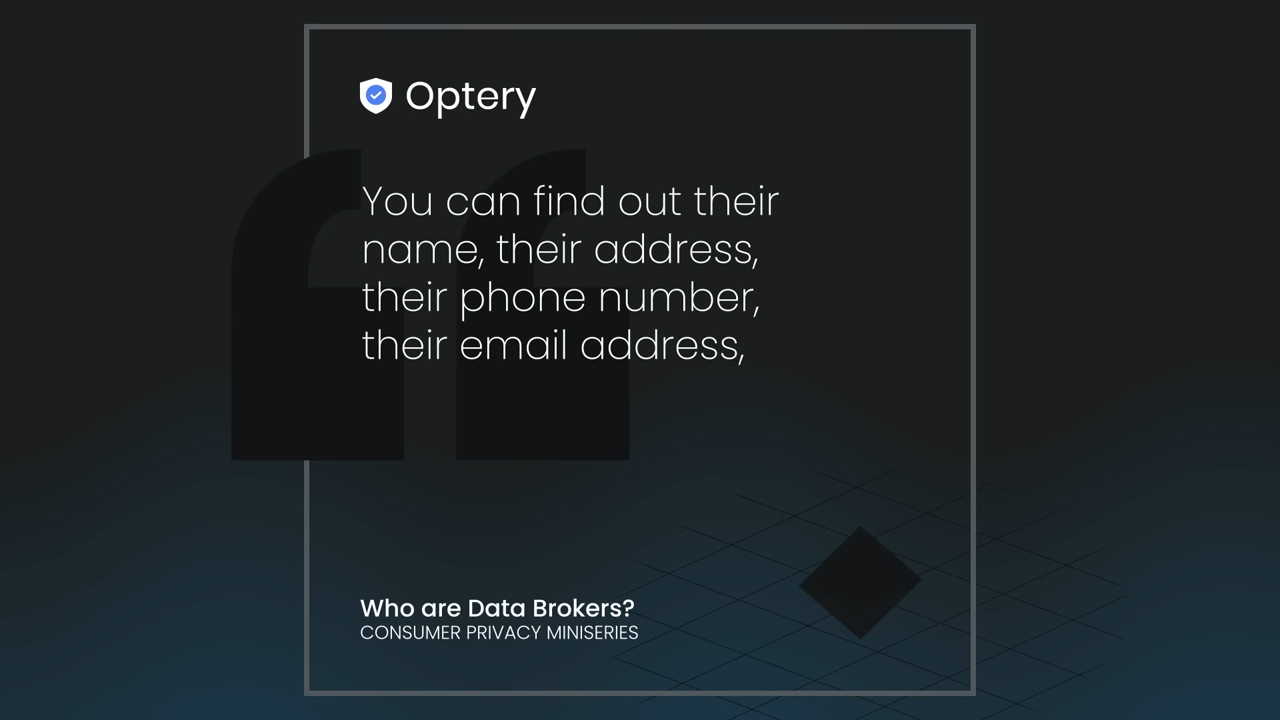 Optery
You can find out their
name, their address,
their phone number,
their email address,
Who are Data Brokers?
CONSUMER PRIVACY MINISERIES